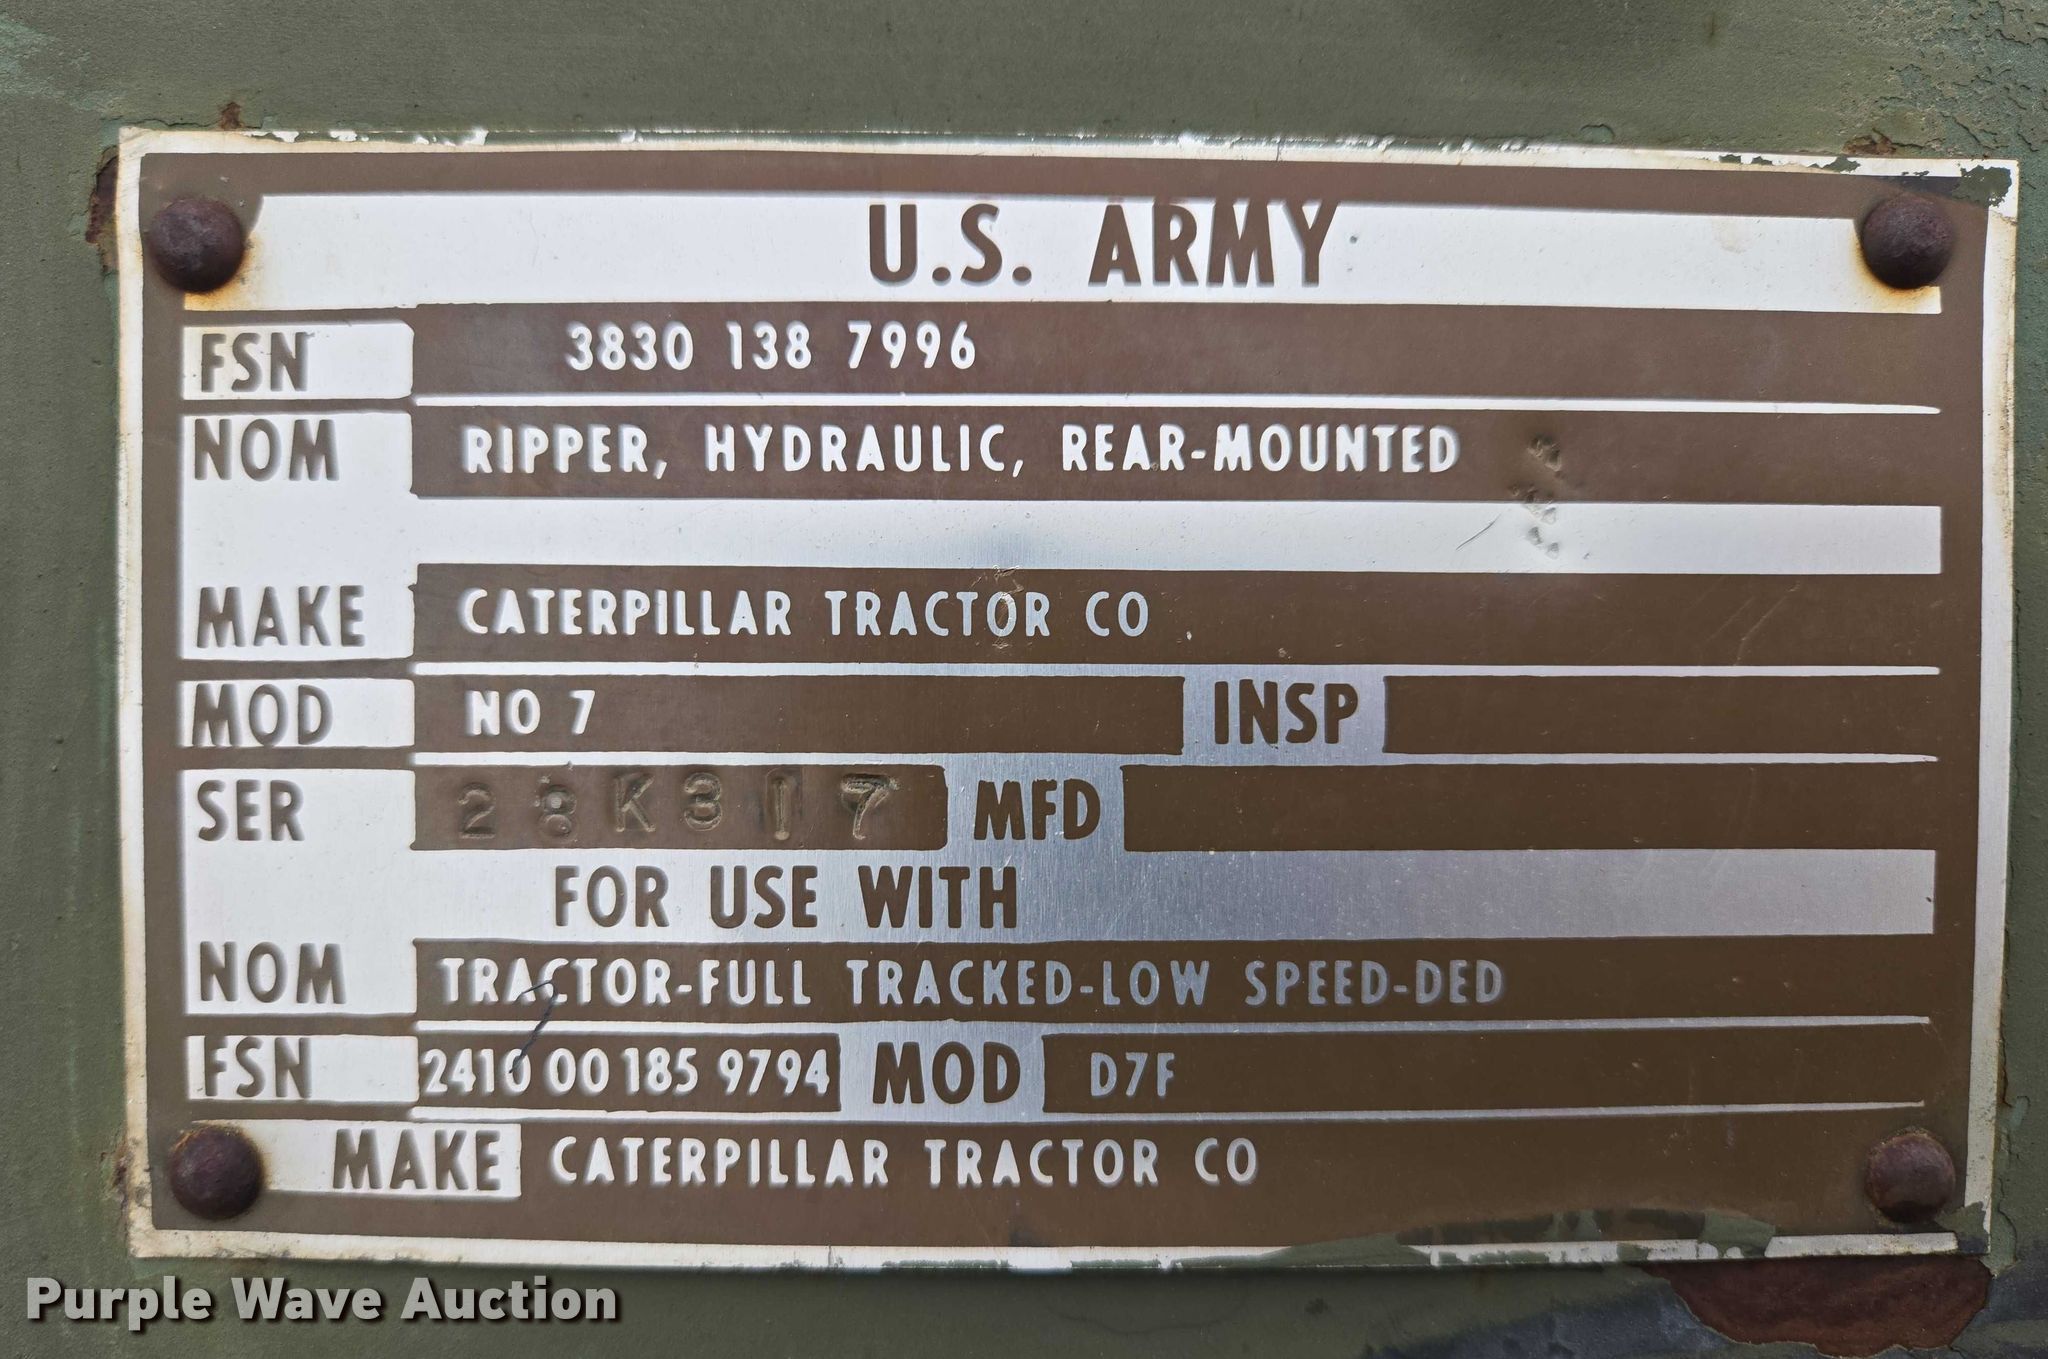 U.S. ARMY
FSN 3830 138 7996
NOM RIPPER, HYDRAULIC, REAR-MOUNTED
MAKE CATERPILLAR TRACTOR CO
MOD NO 7 INSP
SER 28K317 MFD
FOR USE WITH
NOM TRACTOR-FULL TRACKED-LOW SPEED-DED
FSN 2410 00 185 9794 MOD D7F
MAKE CATERPILLAR TRACTOR CO
Purple Wave Auction